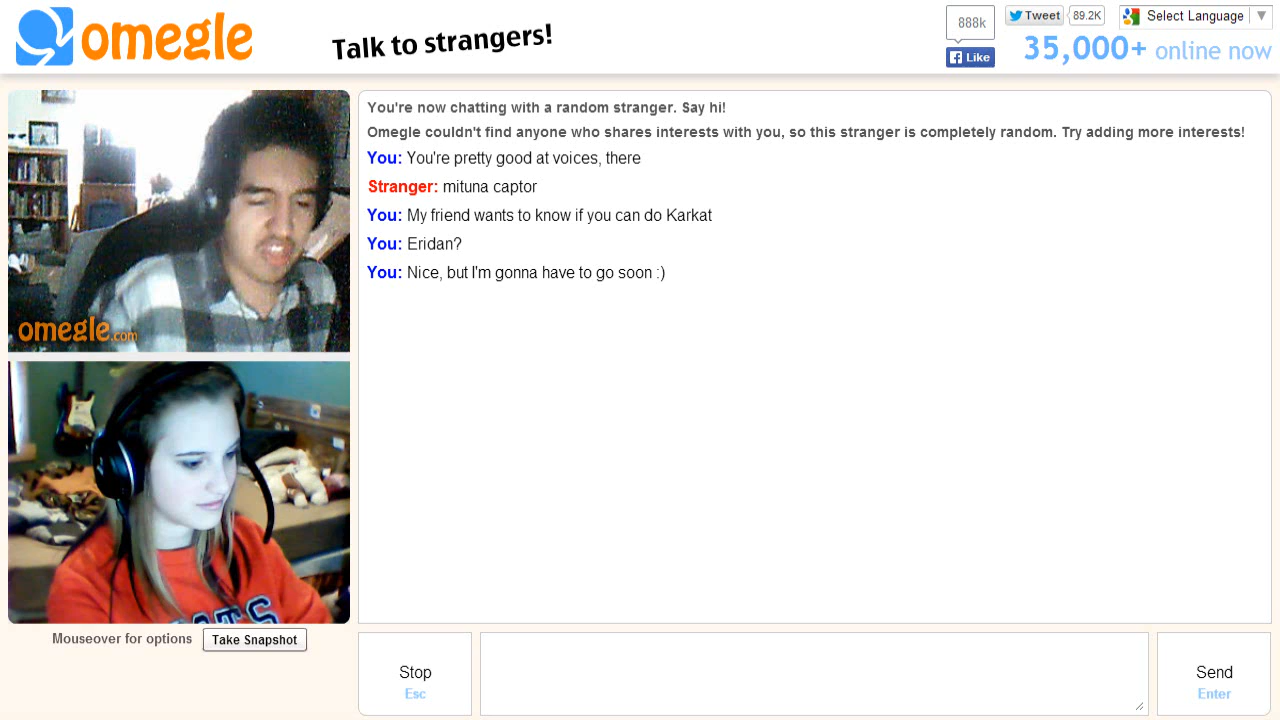 omegle
Talk to strangers!
888k
Like
Tweet
89.2K
Select Language
35,000+ online now
omegle.com
You're now chatting with a random stranger. Say hi!
Omegle couldn't find anyone who shares interests with you, so this stranger is completely random. Try adding more interests!
You: You're pretty good at voices, there
Stranger: mituna captor
You: My friend wants to know if you can do Karkat
You: Eridan?
You: Nice, but I'm gonna have to go soon :)
Mouseover for options
Take Snapshot
Stop
Esc
Send
Enter